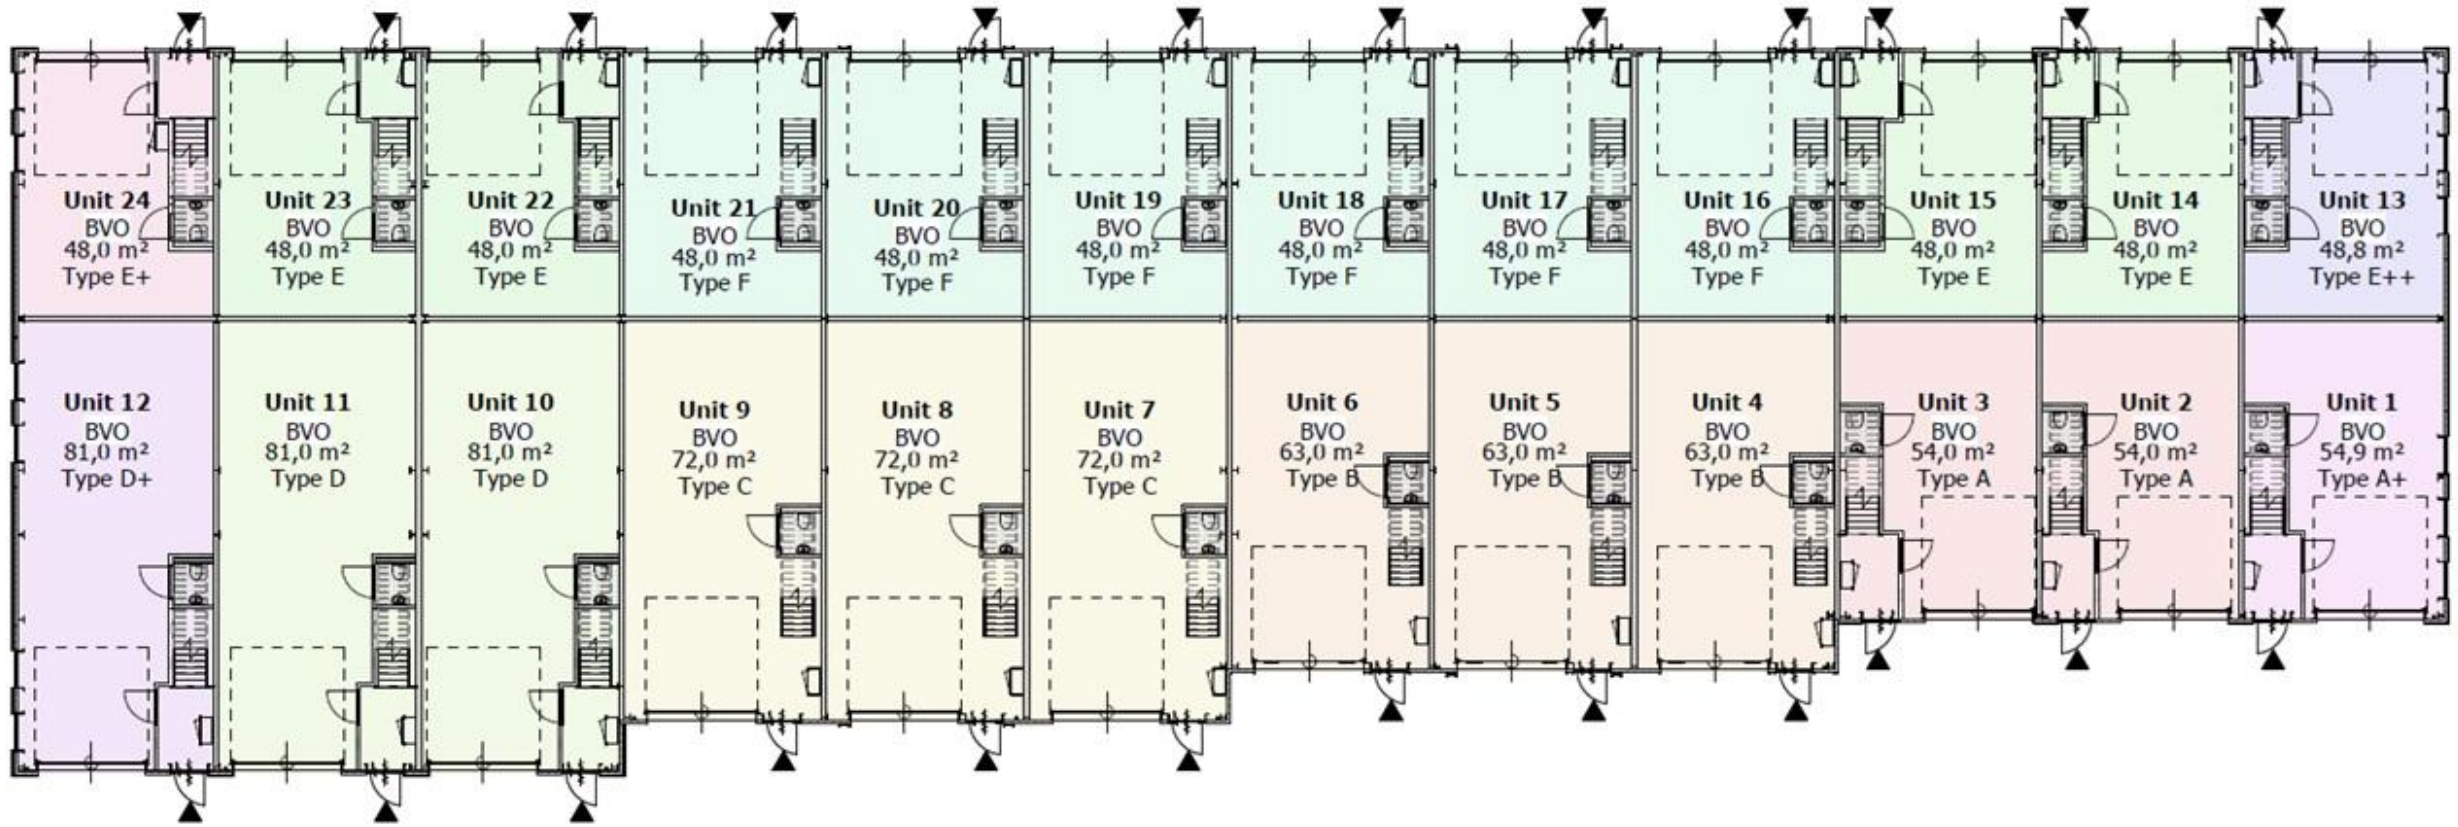 Unit 24
BVO
48,0 m²
Type E+
Unit 23
BVO
48,0 m²
Type E
Unit 22
BVO
48,0 m²
Type E
Unit 21
BVO
48,0 m²
Type F
Unit 20
BVO
48,0 m²
Type F
Unit 19
BVO
48,0 m²
Type F
Unit 18
BVO
48,0 m²
Type F
Unit 17
BVO
48,0 m²
Type F
Unit 16
BVO
48,0 m²
Type F
Unit 15
BVO
48,0 m²
Type E
Unit 14
BVO
48,0 m²
Type E
Unit 13
BVO
48,8 m²
Type E++
Unit 12
BVO
81,0 m²
Type D+
Unit 11
BVO
81,0 m²
Type D
Unit 10
BVO
81,0 m²
Type D
Unit 9
BVO
72,0 m²
Type C
Unit 8
BVO
72,0 m²
Type C
Unit 7
BVO
72,0 m²
Type C
Unit 6
BVO
63,0 m²
Type B
Unit 5
BVO
63,0 m²
Type B
Unit 4
BVO
63,0 m²
Type B
Unit 3
BVO
54,0 m²
Type A
Unit 2
BVO
54,0 m²
Type A
Unit 1
BVO
54,9 m²
Type A+